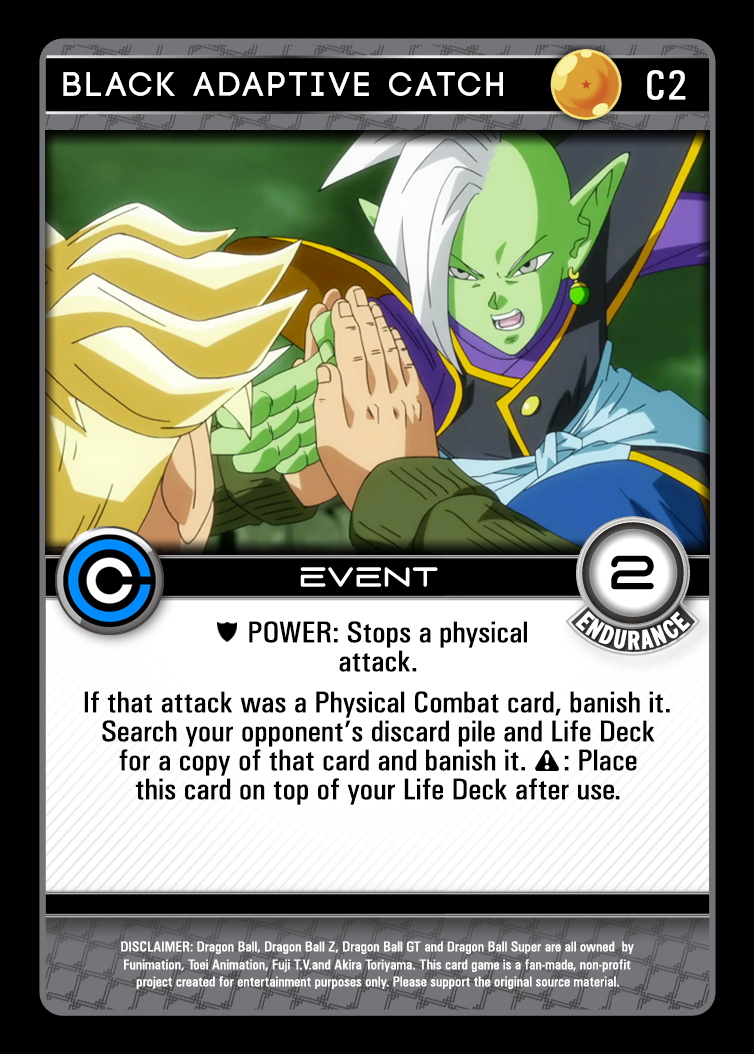 BLACK ADAPTIVE CATCH C2
EVENT
2
ENDURANCE
POWER: Stops a physical
attack.
If that attack was a Physical Combat card, banish it.
Search your opponent's discard pile and Life Deck
for a copy of that card and banish it. ⚠: Place
this card on top of your Life Deck after use.
DISCLAIMER: Dragon Ball, Dragon Ball Z, Dragon Ball GT and Dragon Ball Super are all owned by
Funimation, Toei Animation, Fuji T.V.and Akira Toriyama. This card game is a fan-made, non-profit
project created for entertainment purposes only. Please support the original source material.